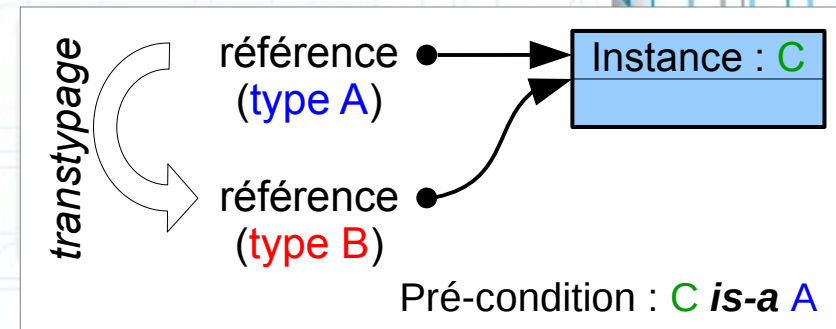 transtypage
référence
(type A)
Instance : C
référence
(type B)
Pré-condition : C is-a A